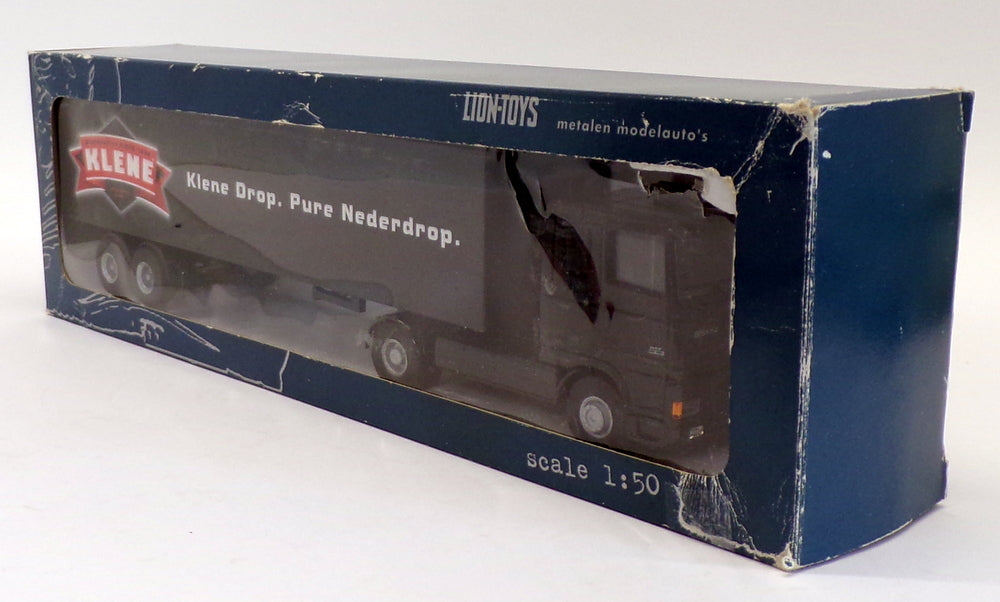 LION-TOYS
metalen modelauto's
KLENE
Klene Drop. Pure Nederdrop.
scale 1:50